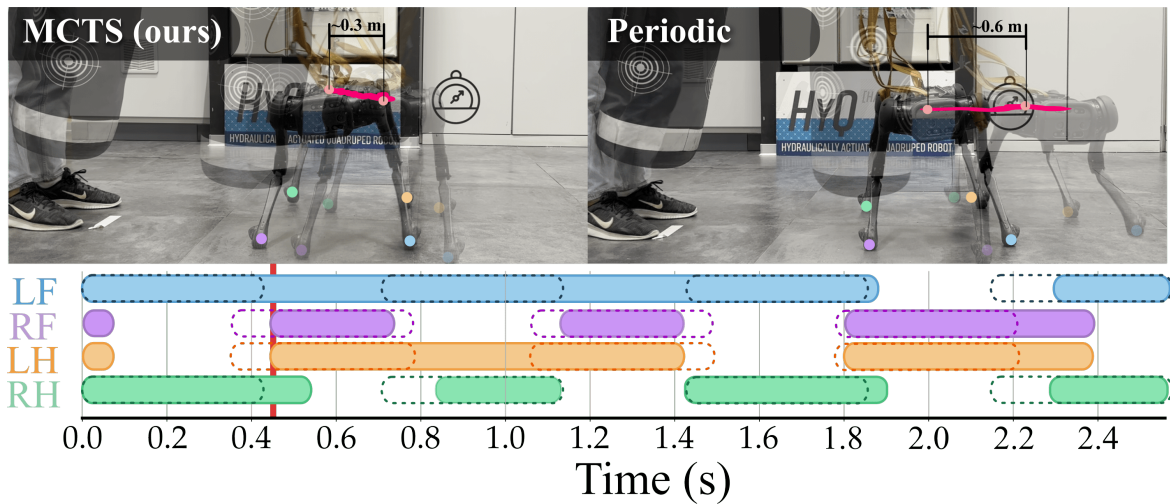 MCTS (ours)
~0.3 m
HyQ
HYDRAULICALLY ACTUATED QUADRUPED ROBOT
Periodic
~0.6 m
HyQ
HYDRAULICALLY ACTUATED QUADRUPED ROBOT
LF
RF
LH
RH
0.0 0.2 0.4 0.6 0.8 1.0 1.2 1.4 1.6 1.8 2.0 2.2 2.4
Time (s)